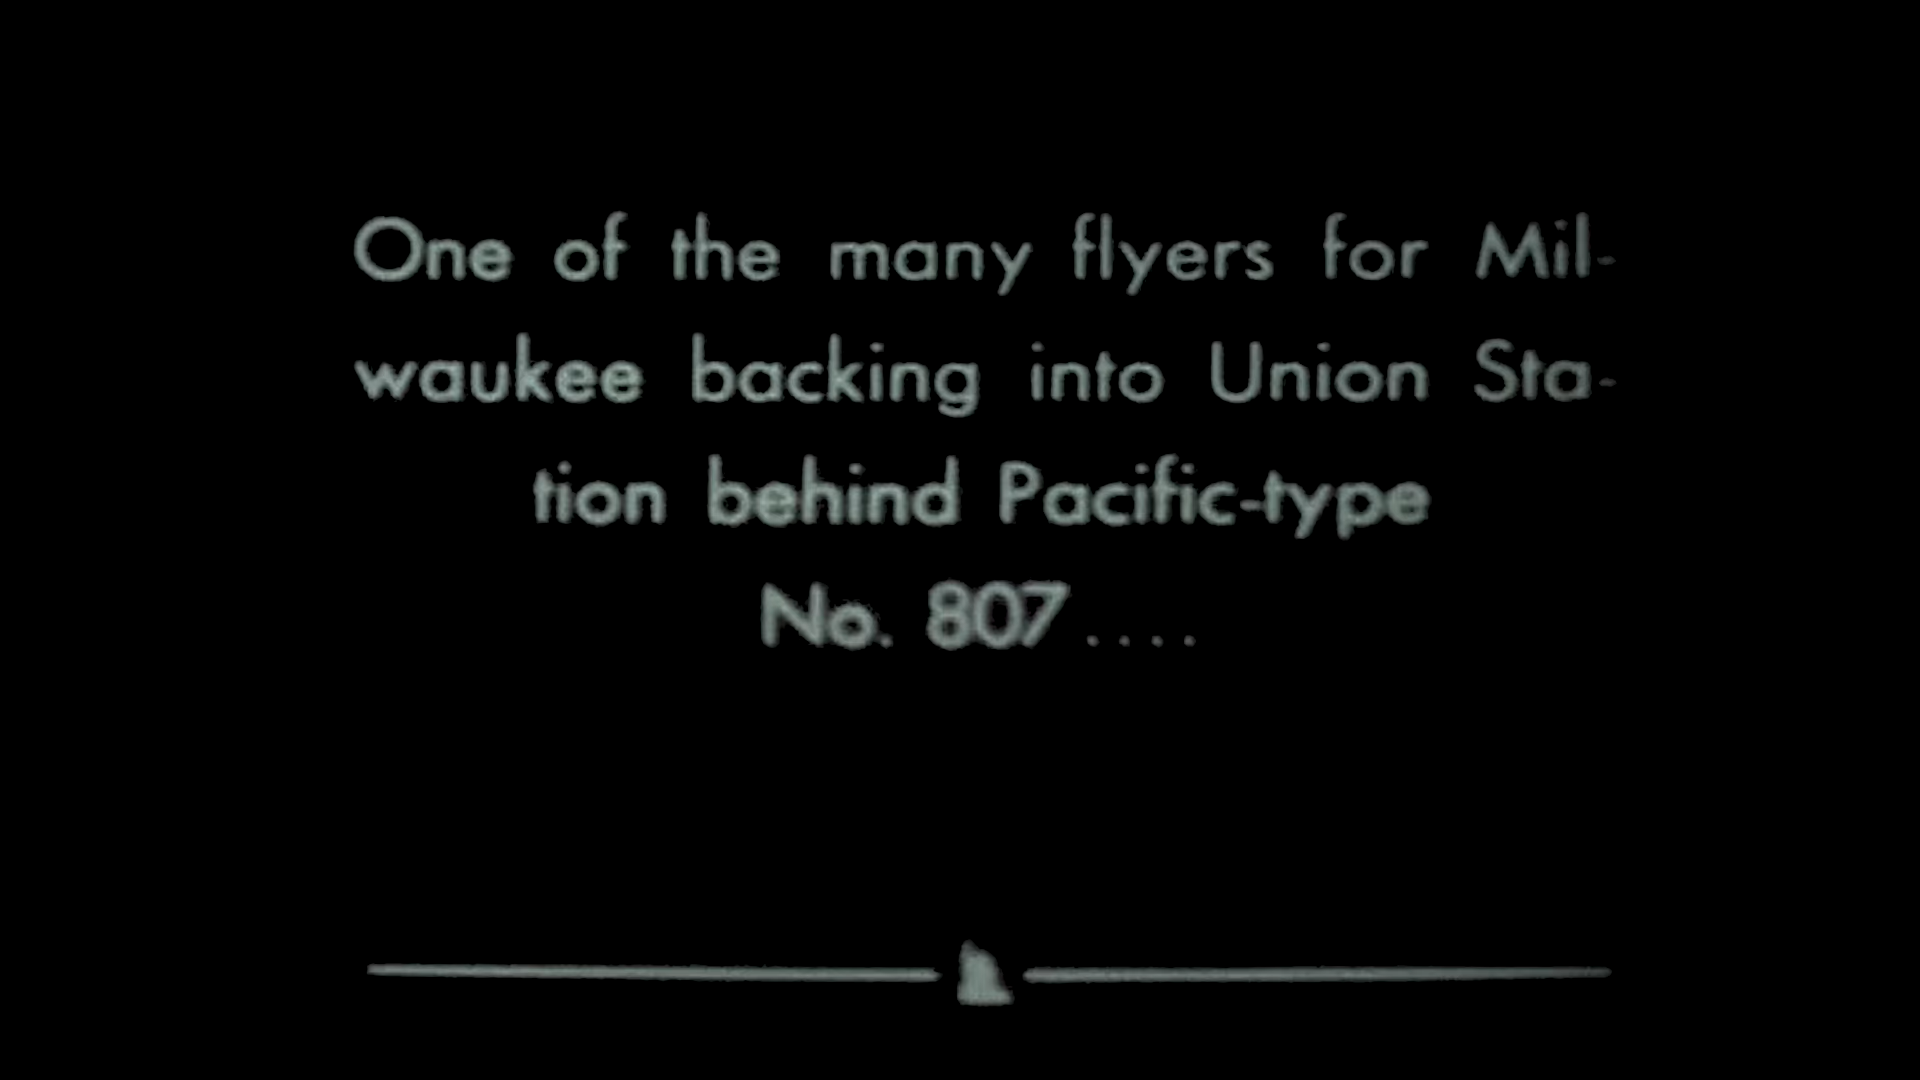 One of the many flyers for Mil-
waukee backing into Union Sta-
tion behind Pacific-type
No. 807....